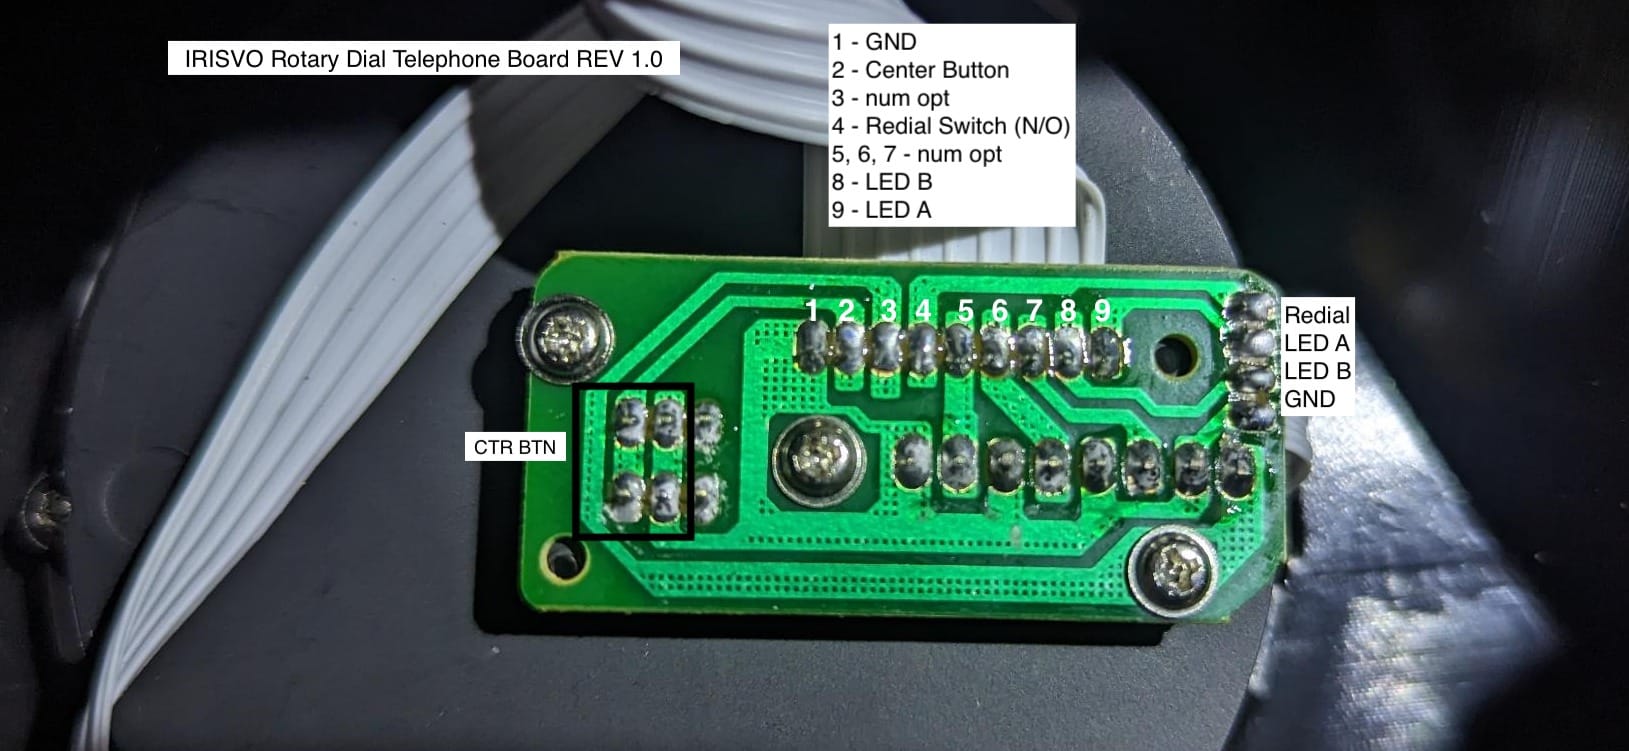 IRISVO Rotary Dial Telephone Board REV 1.0
1 - GND
2 - Center Button
3 - num opt
4 - Redial Switch (N/O)
5, 6, 7 - num opt
8 - LED B
9 - LED A
1 2 3 4 5 6 7 8 9
Redial
LED A
LED B
GND
CTR BTN